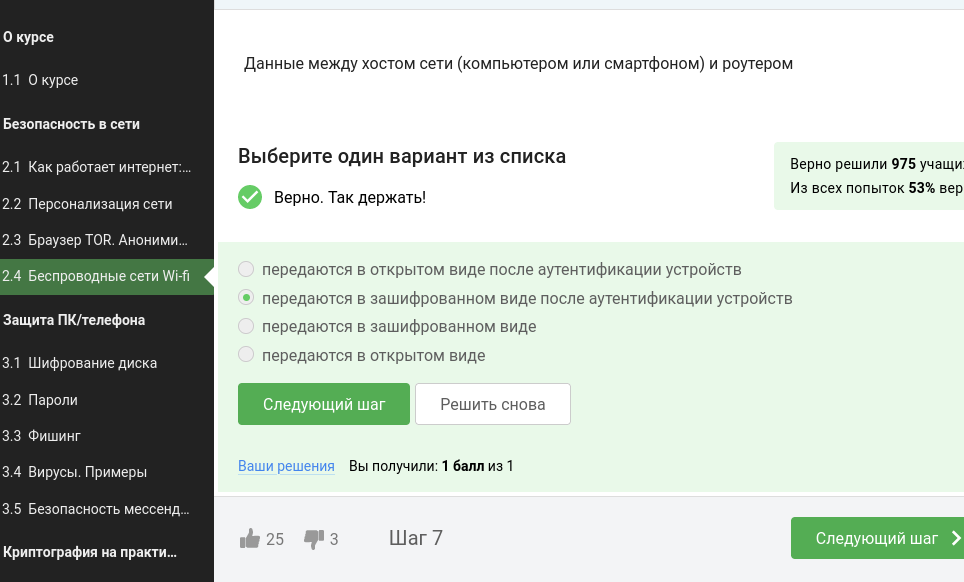 О курсе
1.1 О курсе
Безопасность в сети
2.1 Как работает интернет:...
2.2 Персонализация сети
2.3 Браузер TOR. Аноними...
2.4 Беспроводные сети Wi-fi
Защита ПК/телефона
3.1 Шифрование диска
3.2 Пароли
3.3 Фишинг
3.4 Вирусы. Примеры
3.5 Безопасность мессенд...
Криптография на практи...
Данные между хостом сети (компьютером или смартфоном) и роутером
Выберите один вариант из списка
Верно. Так держать!
Верно решили 975 учащи
Из всех попыток 53% вер
передаются в открытом виде после аутентификации устройств
передаются в зашифрованном виде после аутентификации устройств
передаются в зашифрованном виде
передаются в открытом виде
Следующий шаг
Решить снова
Ваши решения Вы получили: 1 балл из 1
25 3 Шаг 7
Следующий шаг